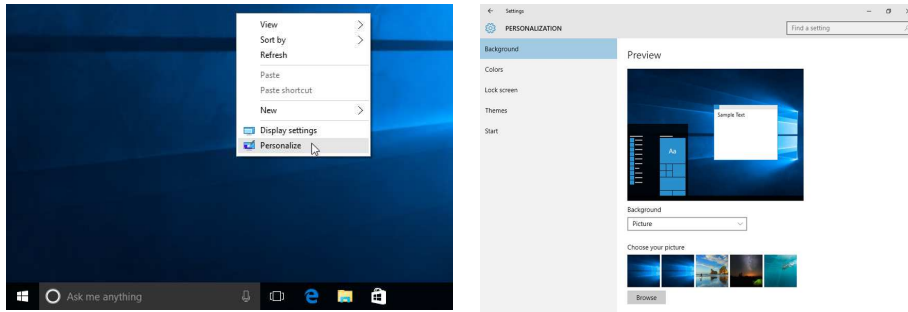 View
Sort by
Refresh
Paste
Paste shortcut
New
Display settings
Personalize
Ask me anything
Settings
PERSONALIZATION
Find a setting
Background
Colors
Lock screen
Themes
Start
Preview
Sample Text
Aa
Background
Picture
Choose your picture
Browse